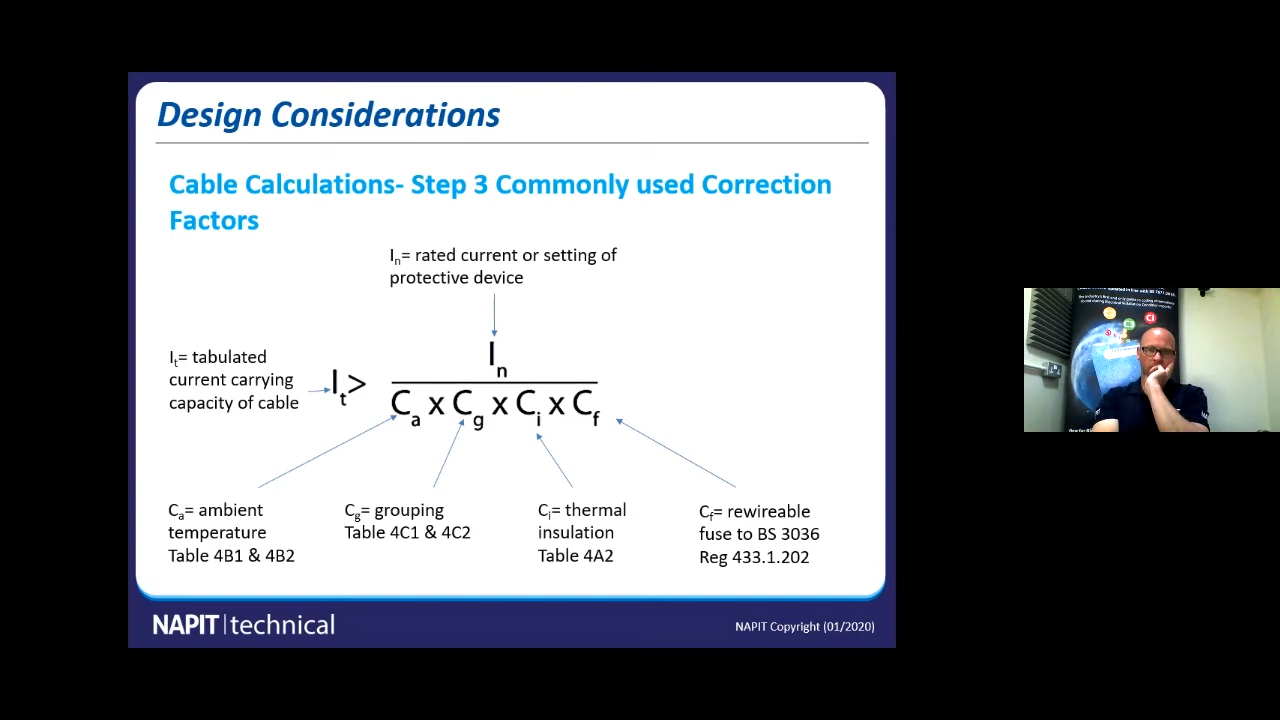 Design Considerations
Cable Calculations- Step 3 Commonly used Correction
Factors
In= rated current or setting of
protective device
It= tabulated
current carrying
capacity of cable
It>
In
Ca x Cg x Ci x Cf
Ca= ambient
temperature
Table 4B1 & 4B2
Cg= grouping
Table 4C1 & 4C2
Ci= thermal
insulation
Table 4A2
Cf= rewireable
fuse to BS 3036
Reg 433.1.202
NAPIT | technical
NAPIT Copyright (01/2020)